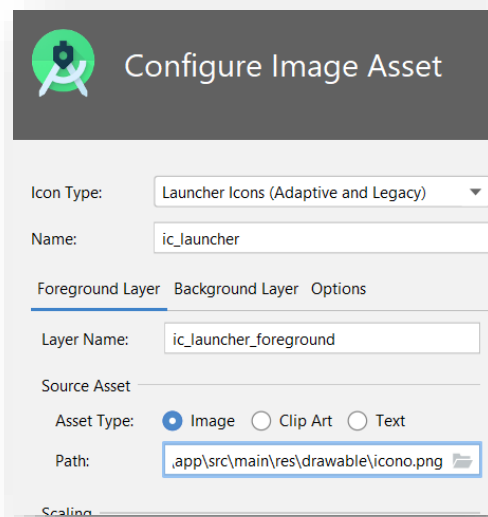 Configure Image Asset
Icon Type: Launcher Icons (Adaptive and Legacy)
Name: ic_launcher
Foreground Layer Background Layer Options
Layer Name: ic_launcher_foreground
Source Asset
Asset Type: Image Clip Art Text
Path: app\src\main\res\drawable\icono.png
Scaling